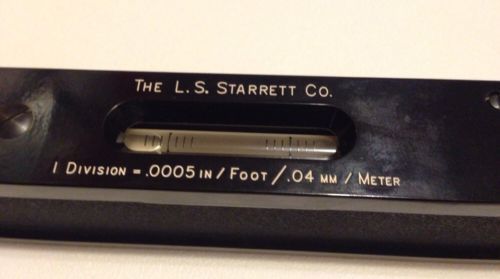 THE L. S. STARRETT CO.
1 DIVISION = .0005 IN / FOOT / .04 MM / METER